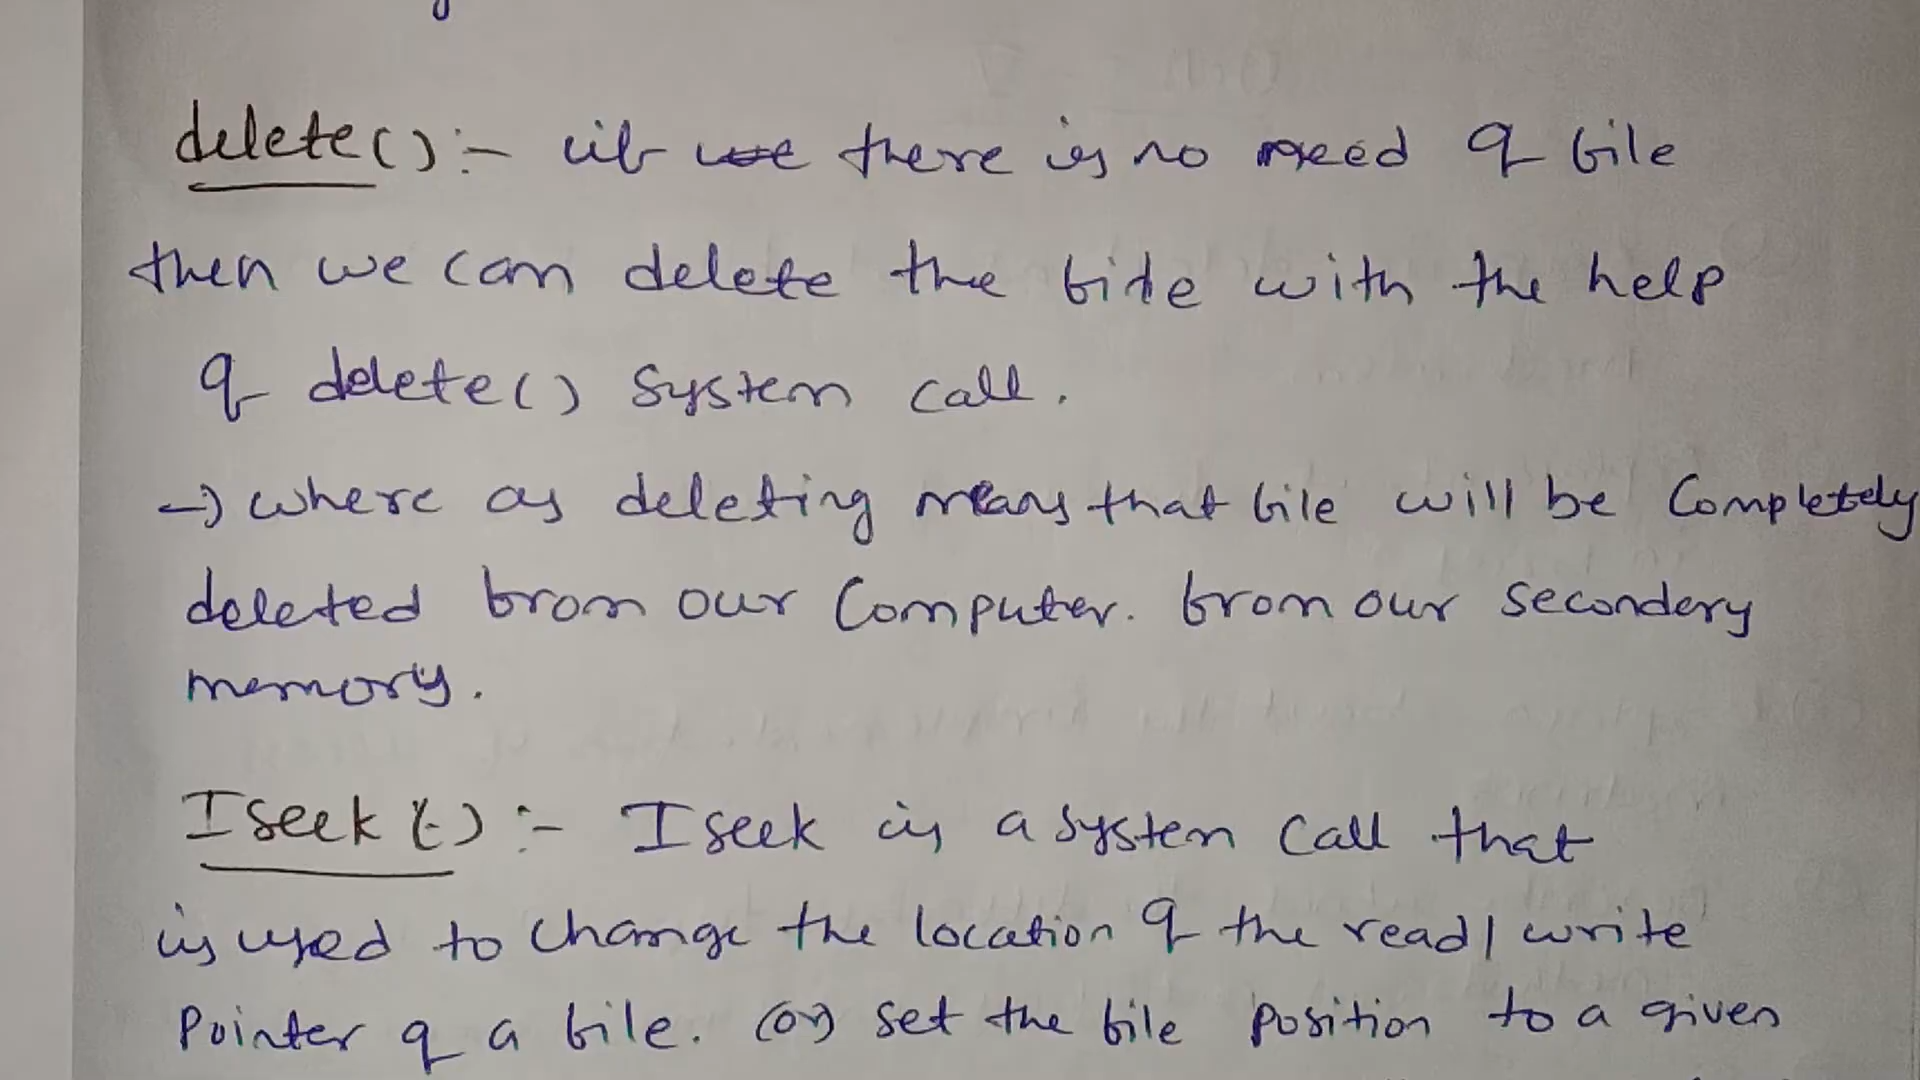 delete() :- if there is no need of file
then we can delete the file with the help
of delete() System call.
→ where as deleting means that file will be Completely
deleted from our Computer. from our secondery
memory.
Iseek () :- Iseek is a system call that
is used to change the location of the read/write
Pointer of a file. (or) set the file position to a given